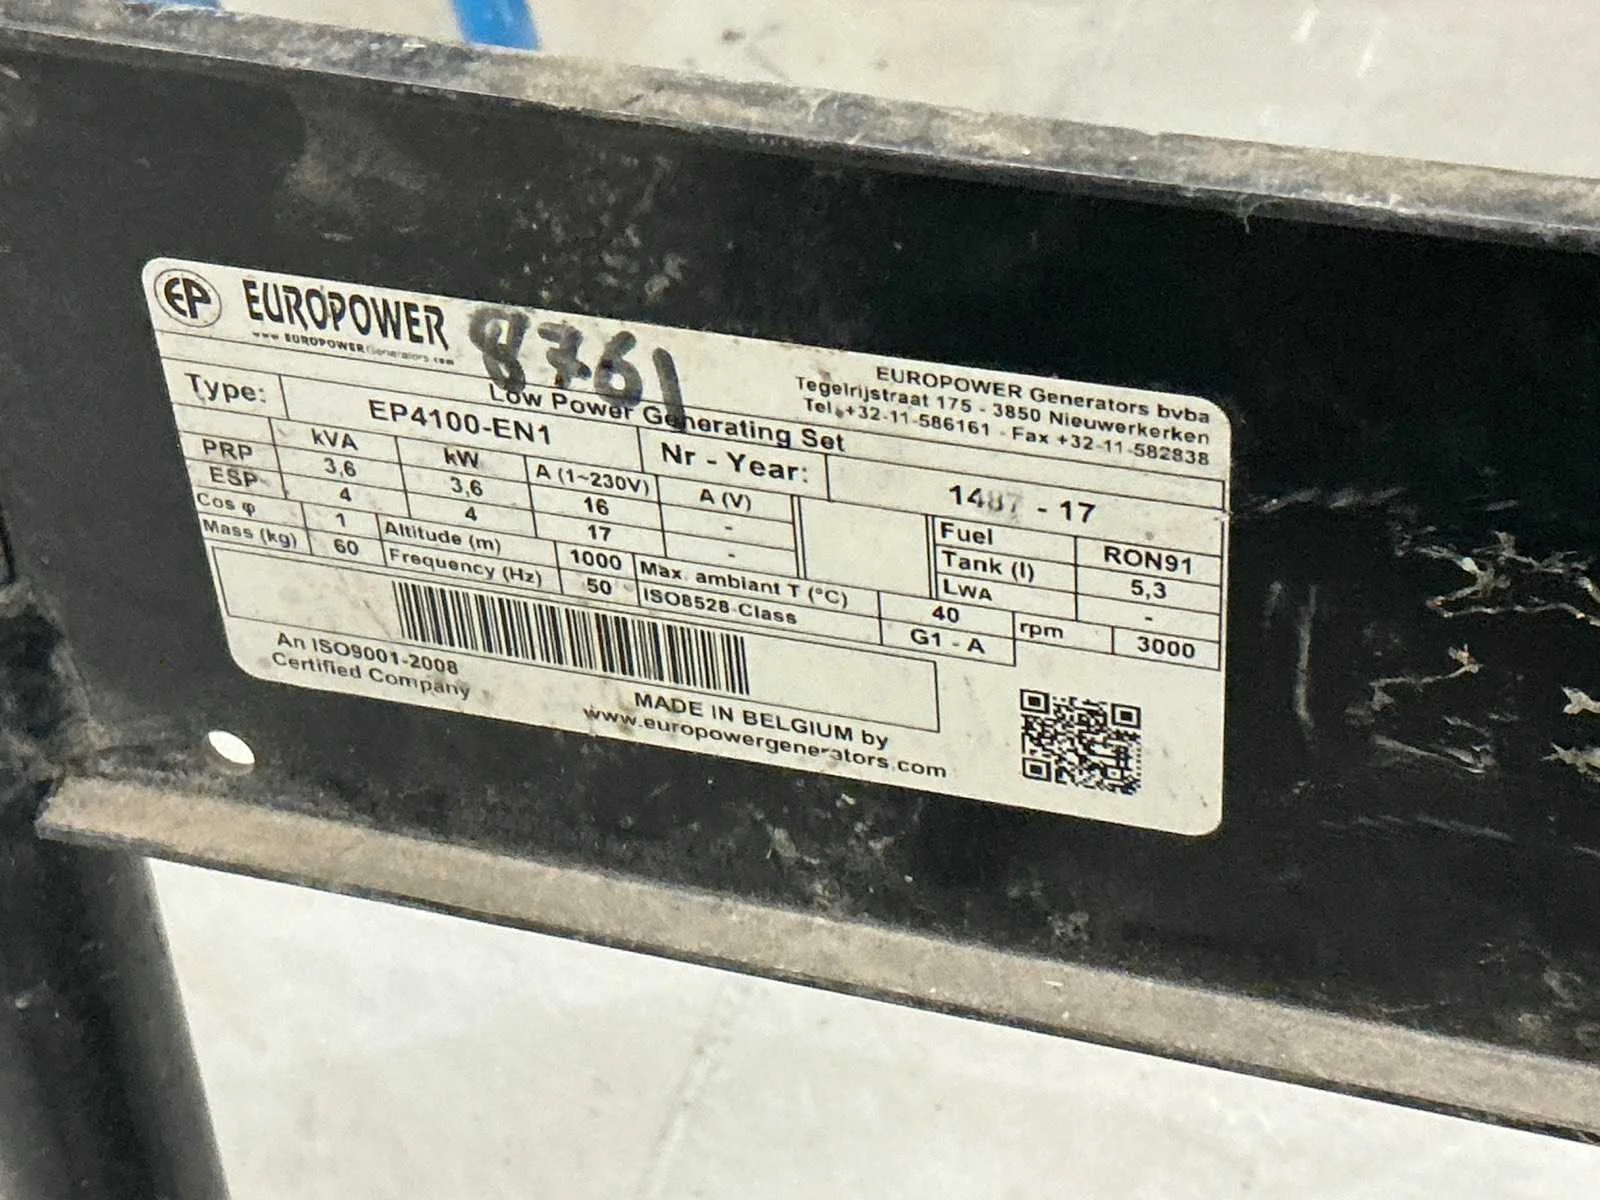 EP EUROPOWER
www.EUROPOWERGenerators.com
8761
EUROPOWER Generators bvba
Tegelrijstraat 175 - 3850 Nieuwerkerken
Tel.+32-11-586161 - Fax +32-11-582838
Low Power Generating Set
Type: EP4100-EN1 Nr - Year: - 17
kVA kW A (1~230V) A (V) Fuel RON91
PRP 3,6 3,6 16 - Tank (l) 5,3
ESP 4 4 17 - LWA -
Cos φ 1 Altitude (m) 1000 Max. ambiant T (°C) 40 rpm 3000
Mass (kg) 60 Frequency (Hz) 50 ISO8528-Class G1 - A
An ISO9001-2008
Certified Company
MADE IN BELGIUM by
www.europowergenerators.com